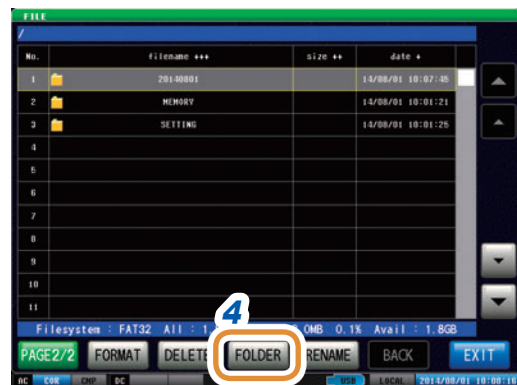 FILE
/
No. filename +++ size ++ date +
1 20140801 14/08/01 10:07:45
2 MEMORY 14/08/01 10:01:21
3 SETTING 14/08/01 10:01:25
4
5
6
7
8
9
10
11
4
Filesystem : FAT32 All : 1 .0MB 0.1% Avail : 1.8GB
PAGE2/2 FORMAT DELETE FOLDER RENAME BACK EXIT
AC COR CMP DC USB LOCAL 2014/08/01 10:08:16